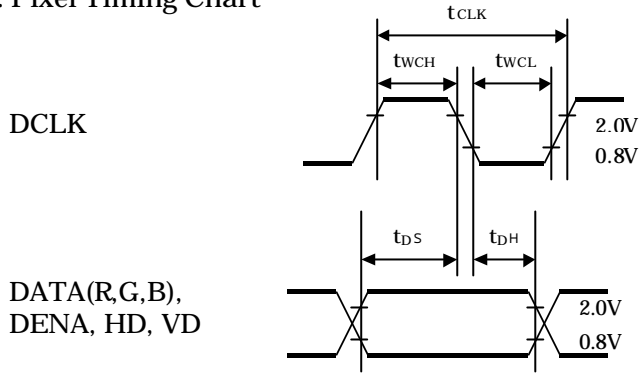 . Pixel Timing Chart
tCLK
tWCH tWCL
DCLK
2.0V
0.8V
tDS tDH
DATA(R,G,B),
DENA, HD, VD
2.0V
0.8V